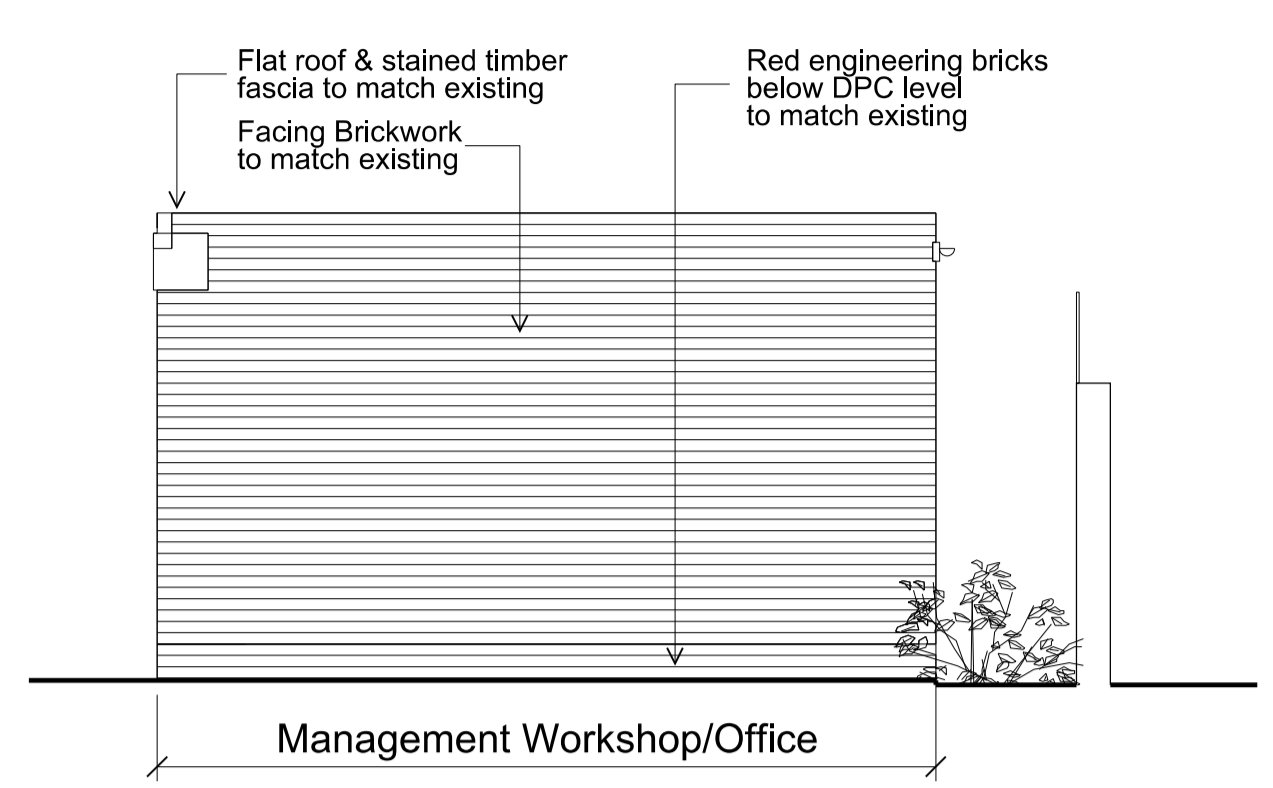 Flat roof & stained timber
fascia to match existing
Facing Brickwork
to match existing
Red engineering bricks
below DPC level
to match existing
Management Workshop/Office